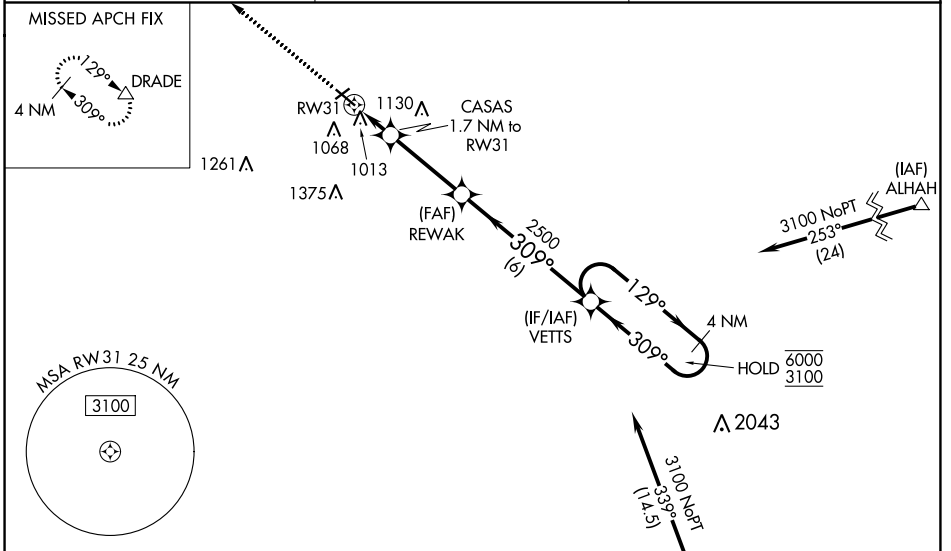 MISSED APCH FIX
129°
DRADE
4 NM
309°
RW31
1130
CASAS
1.7 NM to
RW31
1068
1013
1261
1375
(IAF)
ALHAH
3100 NoPT
253°
(24)
(FAF)
REWAK
2500
309°
(6)
129°
(IF/IAF)
VETTS
4 NM
309°
HOLD 6000
3100
MSA RW31 25 NM
3100
2043
3100 NoPT
339°
(14.5)